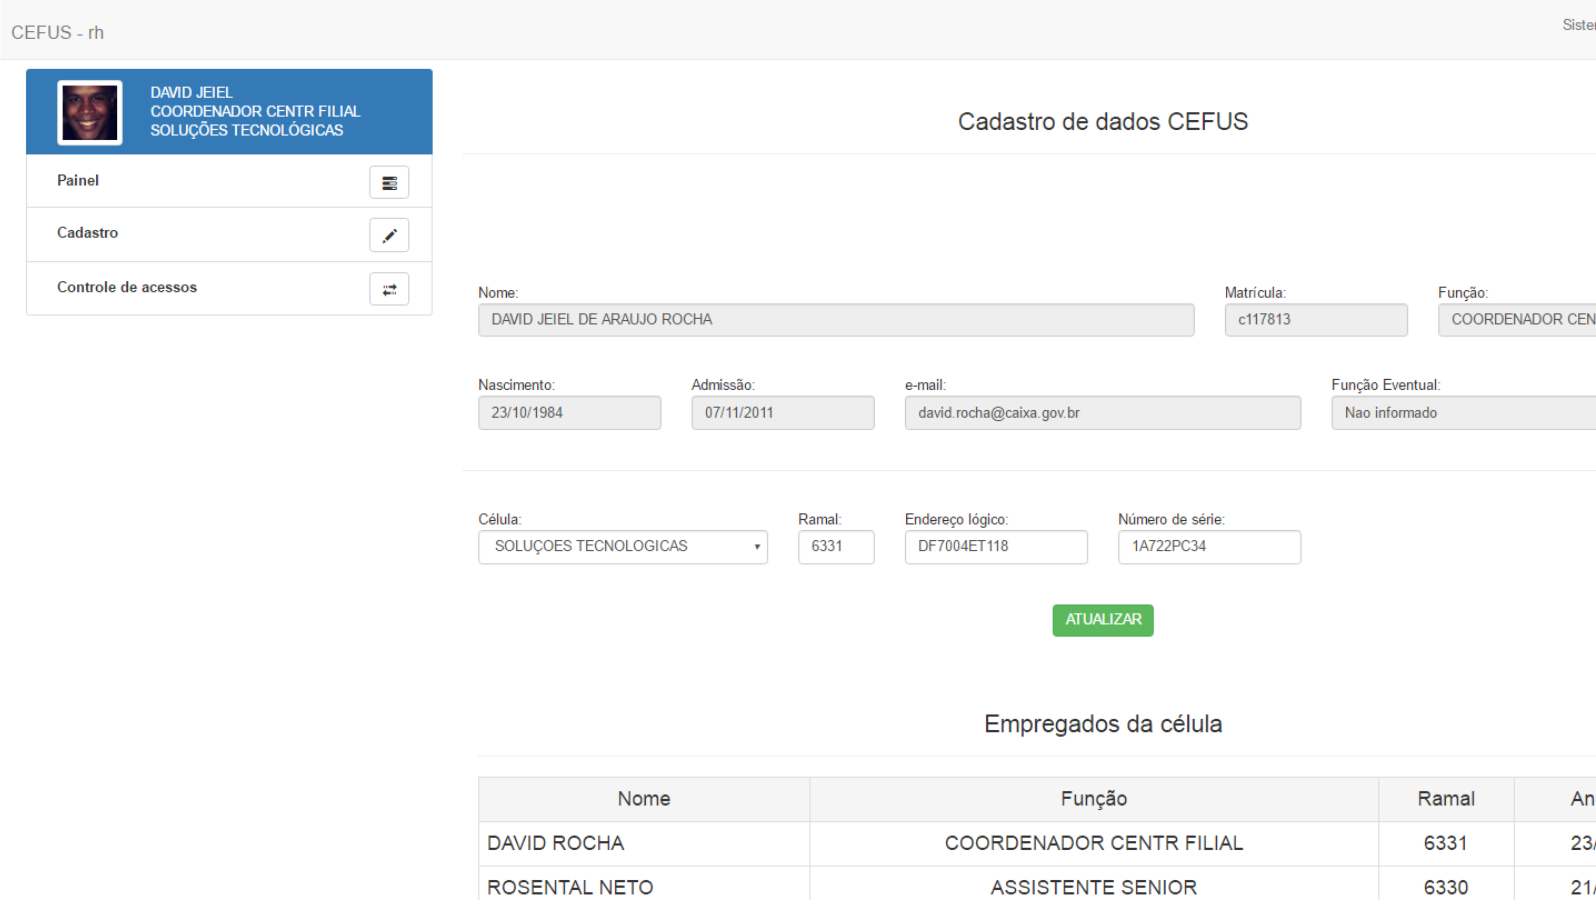 CEFUS - rh
Sister
DAVID JEIEL
COORDENADOR CENTR FILIAL
SOLUÇÕES TECNOLÓGICAS
Painel
Cadastro
Controle de acessos
Cadastro de dados CEFUS
Nome: Matrícula: Função:
DAVID JEIEL DE ARAUJO ROCHA c117813 COORDENADOR CEN
Nascimento: Admissão: e-mail: Função Eventual:
23/10/1984 07/11/2011 david.rocha@caixa.gov.br Nao informado
Célula: Ramal: Endereço lógico: Número de série:
SOLUÇOES TECNOLOGICAS 6331 DF7004ET118 1A722PC34
ATUALIZAR
Empregados da célula
Nome Função Ramal An
DAVID ROCHA COORDENADOR CENTR FILIAL 6331 23/
ROSENTAL NETO ASSISTENTE SENIOR 6330 21/